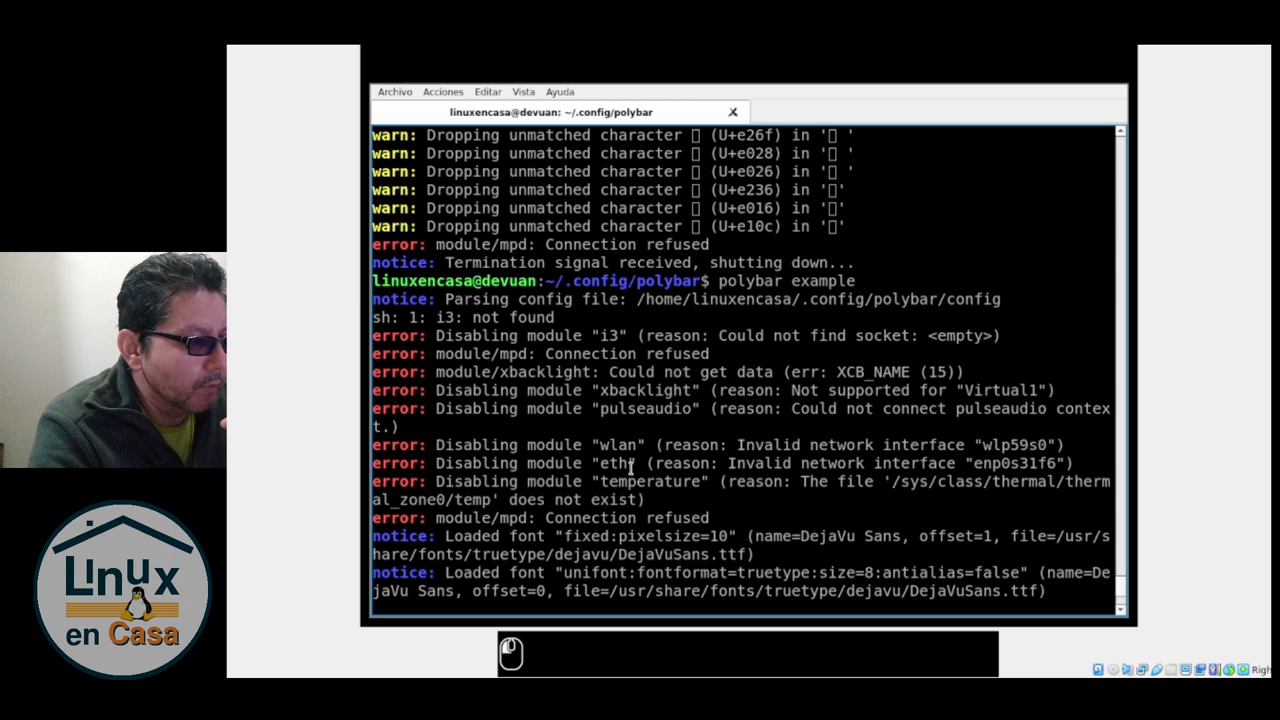 Archivo Acciones Editar Vista Ayuda
linuxencasa@devuan: ~/.config/polybar
warn: Dropping unmatched character  (U+e26f) in ' '
warn: Dropping unmatched character  (U+e028) in ' '
warn: Dropping unmatched character  (U+e026) in ' '
warn: Dropping unmatched character  (U+e236) in ''
warn: Dropping unmatched character  (U+e016) in ''
warn: Dropping unmatched character  (U+e10c) in ''
error: module/mpd: Connection refused
notice: Termination signal received, shutting down...
linuxencasa@devuan:~/.config/polybar$ polybar example
notice: Parsing config file: /home/linuxencasa/.config/polybar/config
sh: 1: i3: not found
error: Disabling module "i3" (reason: Could not find socket: <empty>)
error: module/mpd: Connection refused
error: module/xbacklight: Could not get data (err: XCB_NAME (15))
error: Disabling module "xbacklight" (reason: Not supported for "Virtual1")
error: Disabling module "pulseaudio" (reason: Could not connect pulseaudio contex
t.)
error: Disabling module "wlan" (reason: Invalid network interface "wlp59s0")
error: Disabling module "eth" (reason: Invalid network interface "enp0s31f6")
error: Disabling module "temperature" (reason: The file '/sys/class/thermal/therm
al_zone0/temp' does not exist)
error: module/mpd: Connection refused
notice: Loaded font "fixed:pixelsize=10" (name=DejaVu Sans, offset=1, file=/usr/s
hare/fonts/truetype/dejavu/DejaVuSans.ttf)
notice: Loaded font "unifont:fontformat=truetype:size=8:antialias=false" (name=De
jaVu Sans, offset=0, file=/usr/share/fonts/truetype/dejavu/DejaVuSans.ttf)
Linux
en Casa
Righ